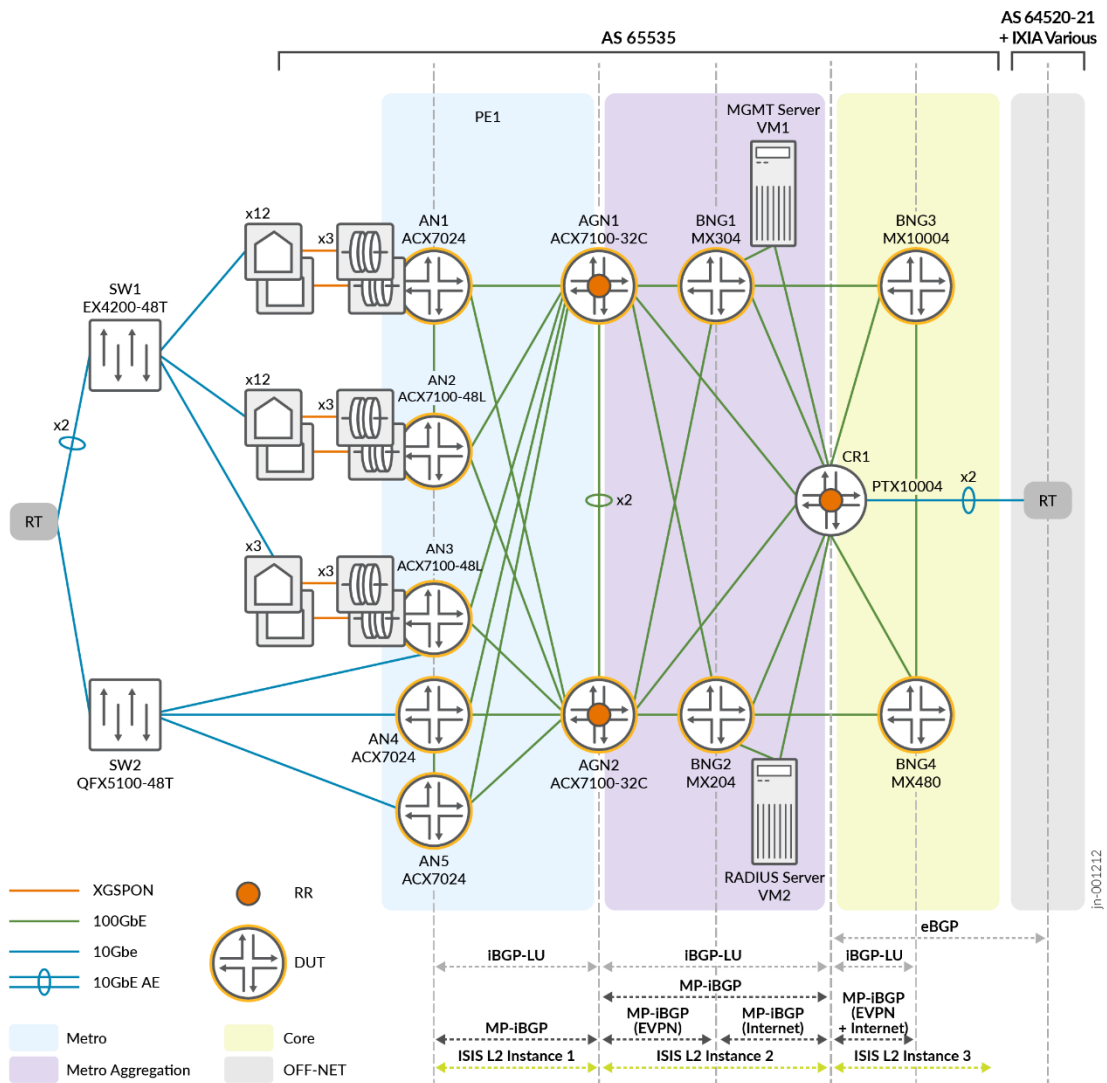 AS 64520-21
+ IXIA Various
AS 65535
PE1
MGMT Server
VM1
x12
x3
AN1
ACX7024
AGN1
ACX7100-32C
BNG1
MX304
BNG3
MX10004
SW1
EX4200-48T
x12
x3
AN2
ACX7100-48L
x2
CR1
PTX10004
x2
RT
x2
RT
x3
x3
AN3
ACX7100-48L
AN4
ACX7024
SW2
QFX5100-48T
AGN2
ACX7100-32C
BNG2
MX204
BNG4
MX480
AN5
ACX7024
RADIUS Server
VM2
jn-001212
XGSPON
100GbE
10Gbe
10GbE AE
RR
DUT
Metro
Metro Aggregation
Core
OFF-NET
eBGP
iBGP-LU
iBGP-LU
iBGP-LU
MP-iBGP
MP-iBGP
MP-iBGP
(EVPN)
MP-iBGP
(Internet)
MP-iBGP
(EVPN
+ Internet)
ISIS L2 Instance 1
ISIS L2 Instance 2
ISIS L2 Instance 3